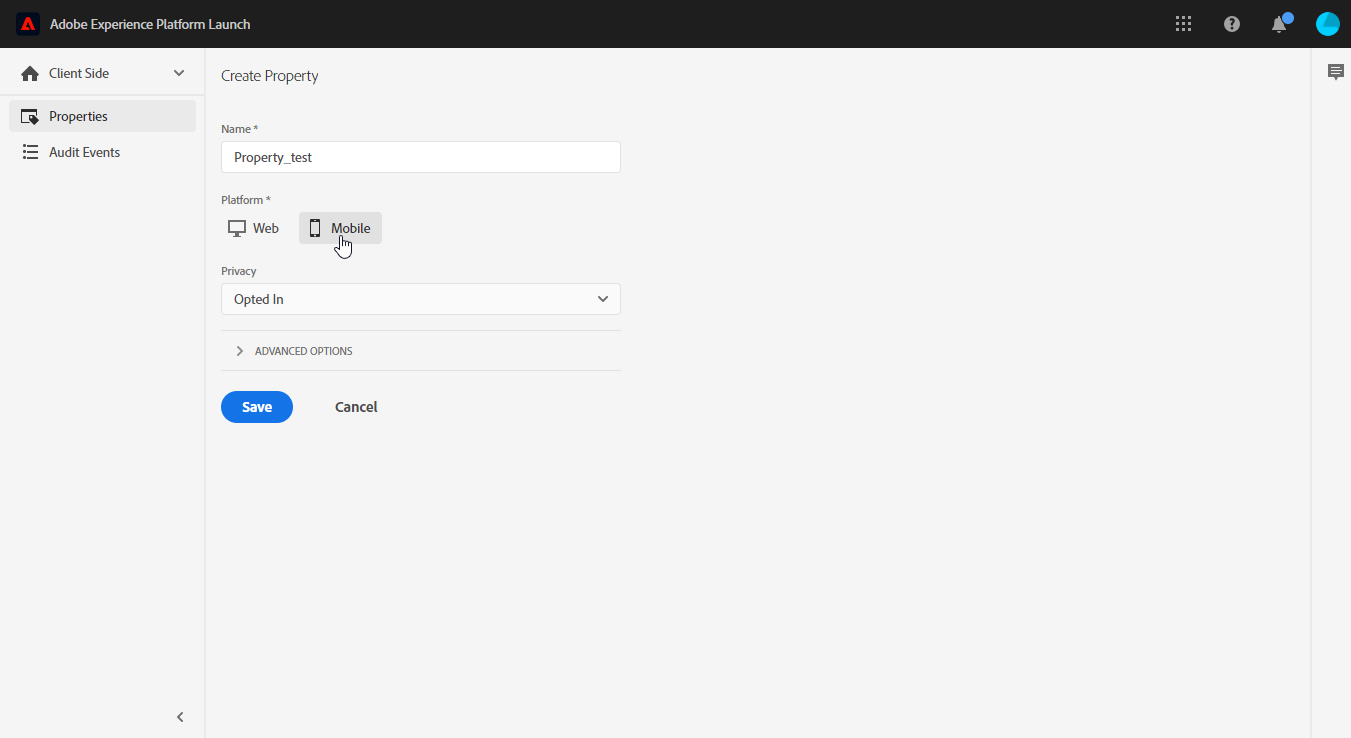 Adobe Experience Platform Launch
Client Side
Properties
Audit Events
Create Property
Name *
Property_test
Platform *
Web
Mobile
Privacy
Opted In
ADVANCED OPTIONS
Save
Cancel